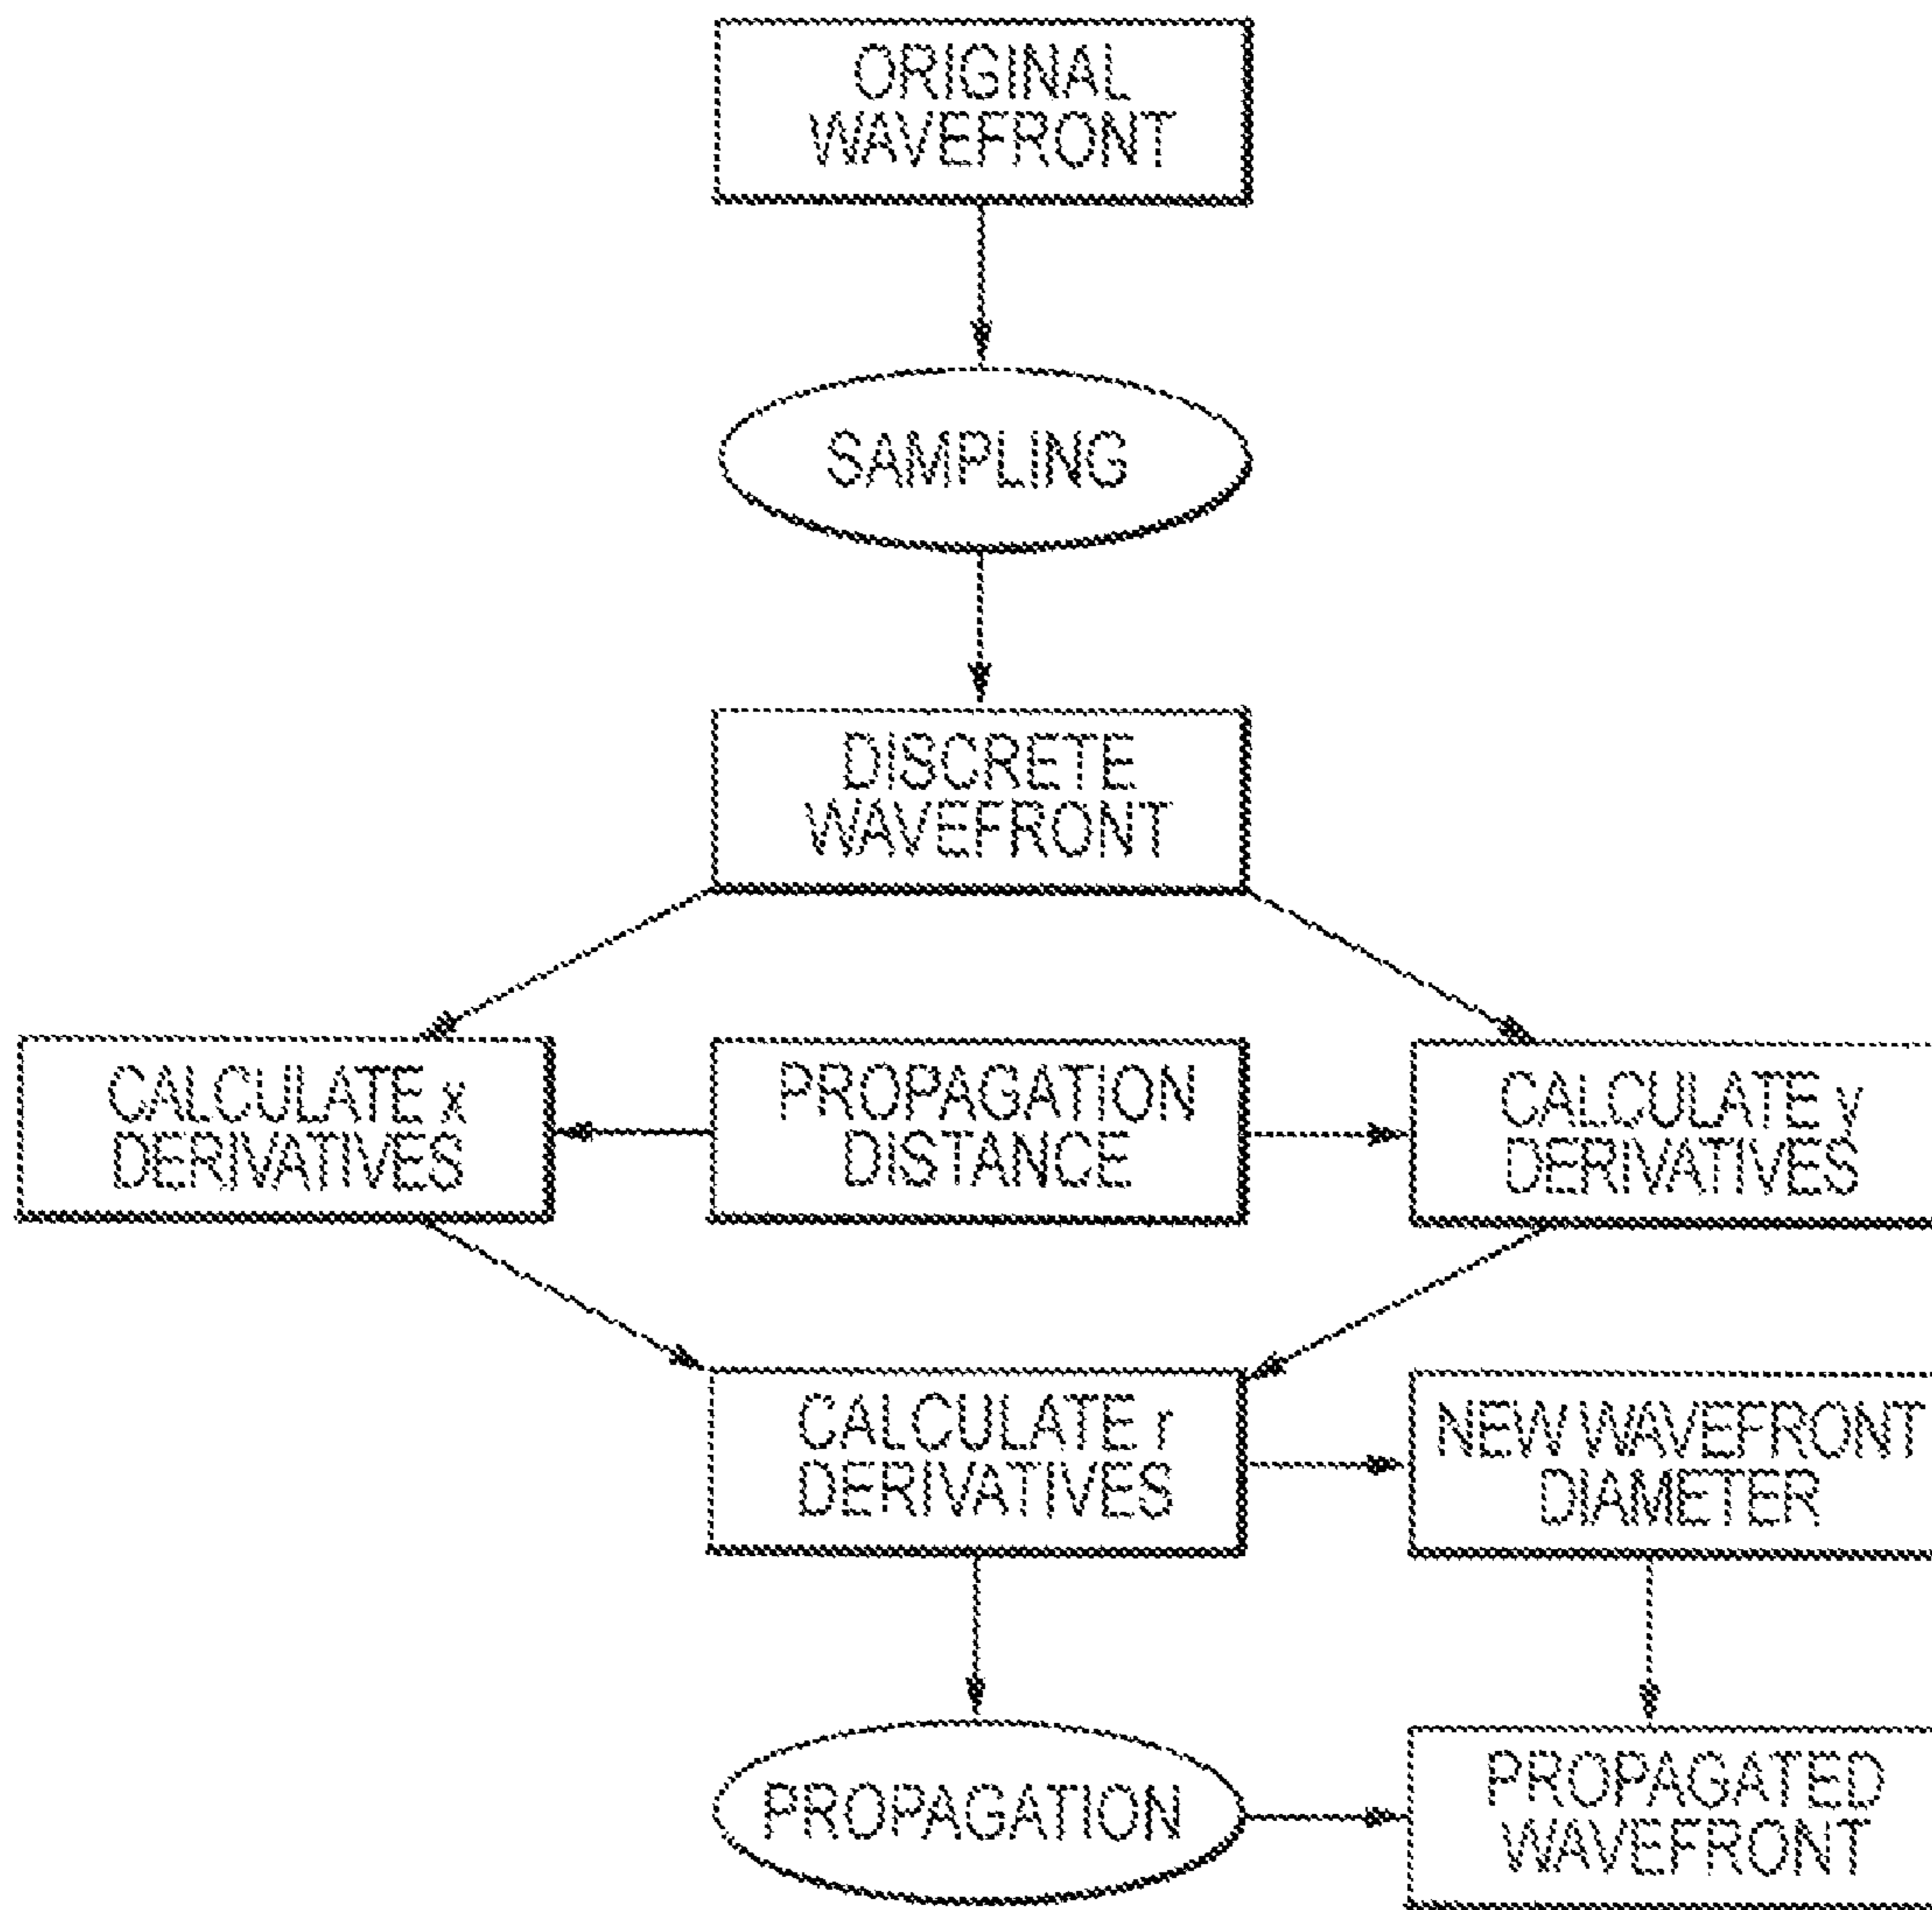 ORIGINAL
WAVEFRONT
SAMPLING
DISCRETE
WAVEFRONT
CALCULATE x
DERIVATIVES
PROPAGATION
DISTANCE
CALCULATE y
DERIVATIVES
CALCULATE r
DERIVATIVES
NEW WAVEFRONT
DIAMETER
PROPAGATION
PROPAGATED
WAVEFRONT